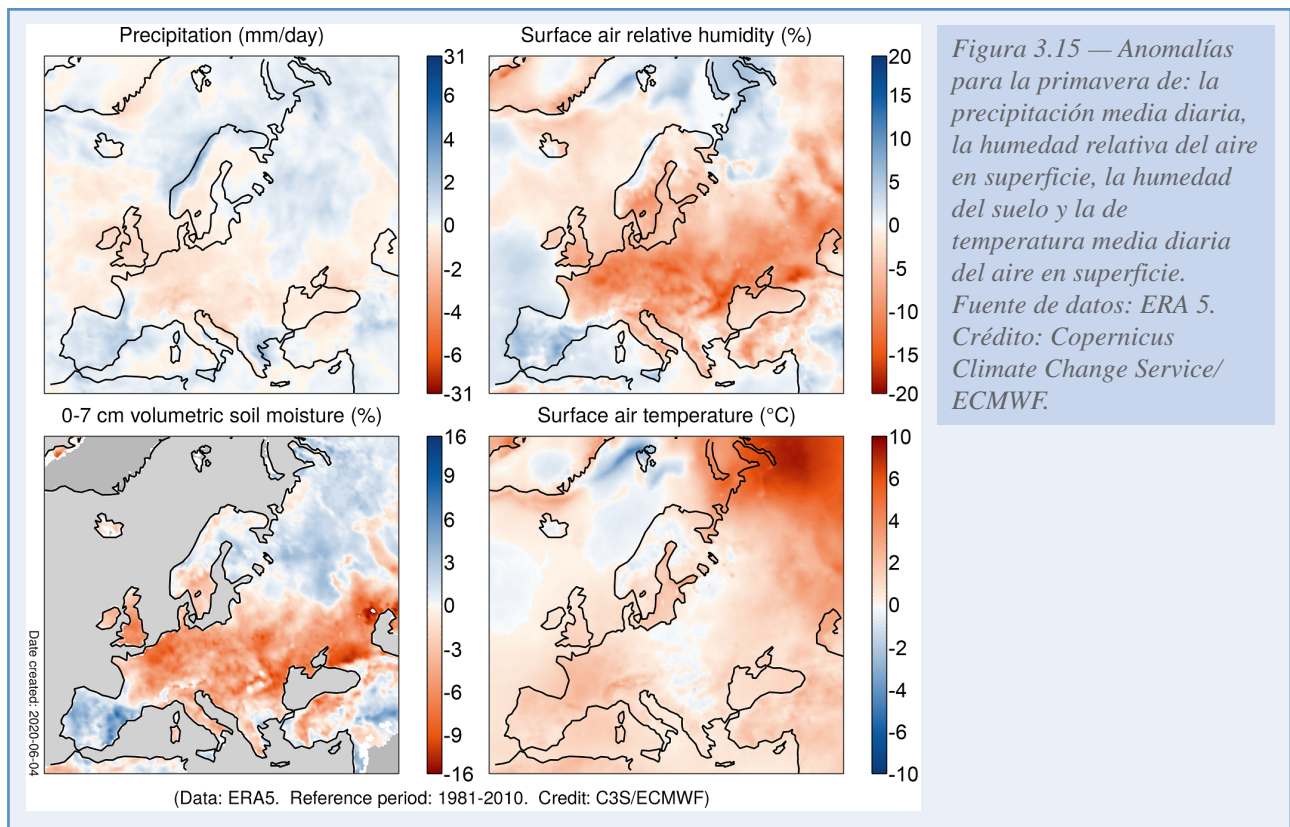 Precipitation (mm/day)
31
6
4
2
0
-2
-4
-6
-31
Surface air relative humidity (%)
20
15
10
5
0
-5
-10
-15
-20
0-7 cm volumetric soil moisture (%)
16
9
6
3
0
-3
-6
-9
-16
Surface air temperature (°C)
10
6
4
2
0
-2
-4
-6
-10
Date created: 2020-06-04
(Data: ERA5.  Reference period: 1981-2010.  Credit: C3S/ECMWF)
Figura 3.15 — Anomalías
para la primavera de: la
precipitación media diaria,
la humedad relativa del aire
en superficie, la humedad
del suelo y la de
temperatura media diaria
del aire en superficie.
Fuente de datos: ERA 5.
Crédito: Copernicus
Climate Change Service/
ECMWF.